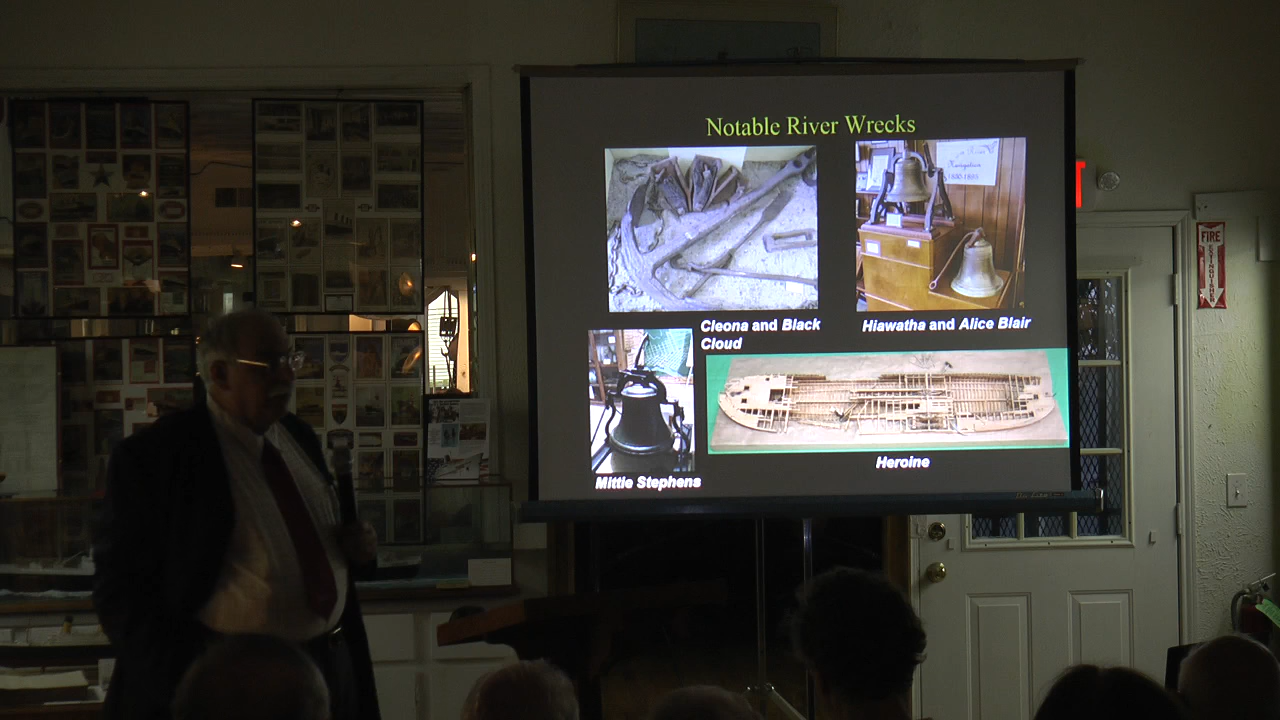 Notable River Wrecks
Cleona and Black
Cloud
Hiawatha and Alice Blair
Mittie Stephens
Heroine
FIRE
EXTINGUISHER